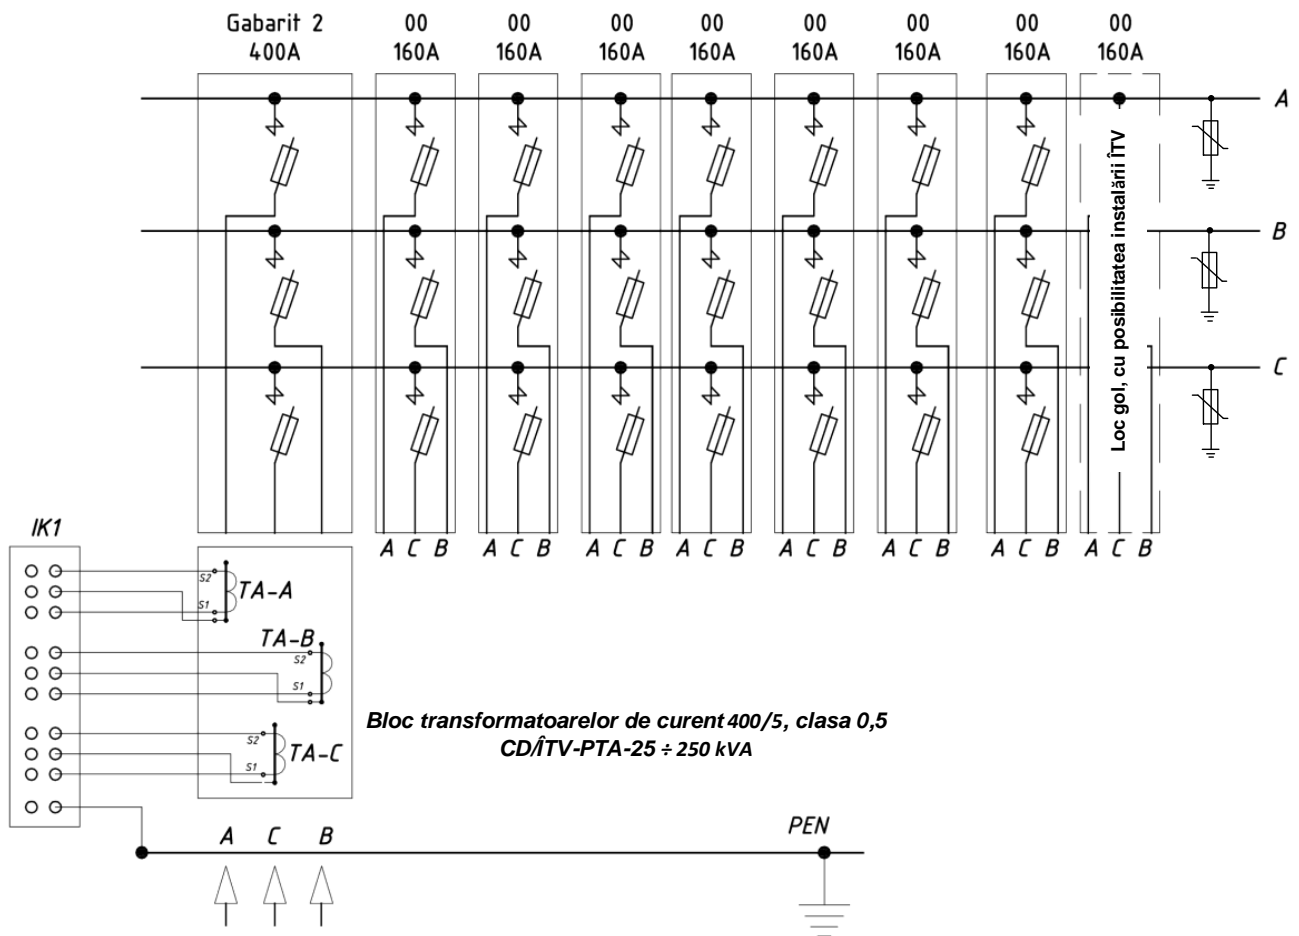 Gabarit 2 00 00 00 00 00 00 00 00
400A 160A 160A 160A 160A 160A 160A 160A 160A
A
B
C
Loc gol, cu posibilitatea instalării ÎTV
A C B A C B A C B A C B A C B A C B A C B A C B
IK1
S2
TA-A
S1
TA-B
S2
S1
S2
TA-C
S1
Bloc transformatoarelor de curent 400/5, clasa 0,5
CD/ÎTV-PTA-25 ÷ 250 kVA
A C B
PEN